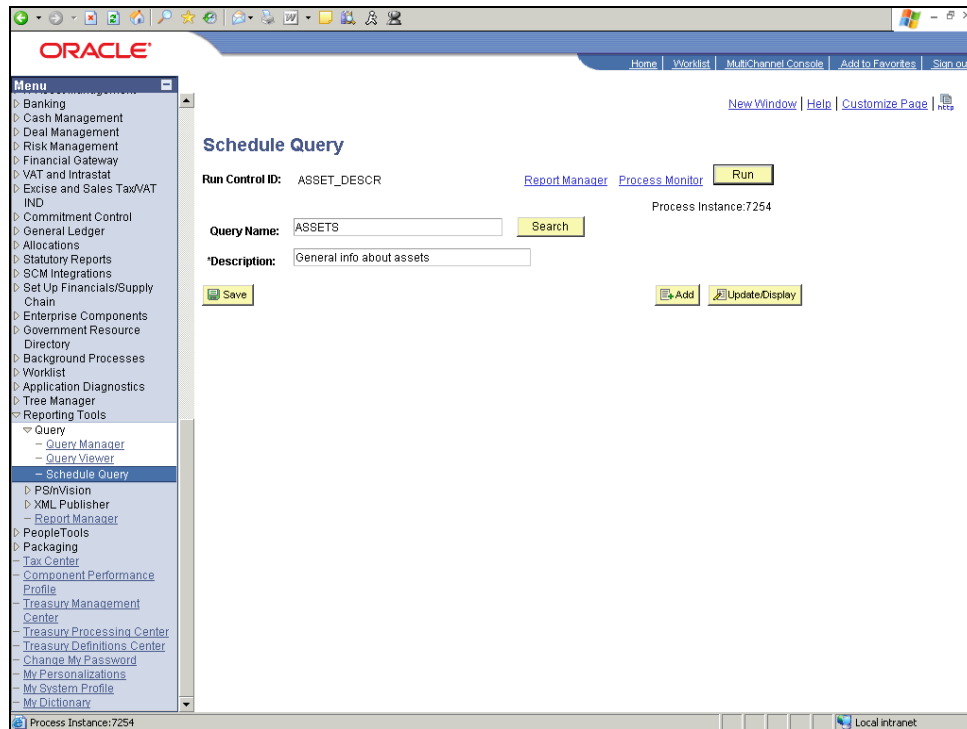 ORACLE
Home | Worklist | MultiChannel Console | Add to Favorites | Sign ou
Menu
Banking
Cash Management
Deal Management
Risk Management
Financial Gateway
VAT and Intrastat
Excise and Sales Tax/VAT
IND
Commitment Control
General Ledger
Allocations
Statutory Reports
SCM Integrations
Set Up Financials/Supply
Chain
Enterprise Components
Government Resource
Directory
Background Processes
Worklist
Application Diagnostics
Tree Manager
Reporting Tools
Query
Query Manager
Query Viewer
Schedule Query
PS/nVision
XML Publisher
Report Manager
PeopleTools
Packaging
Tax Center
Component Performance
Profile
Treasury Management
Center
Treasury Processing Center
Treasury Definitions Center
Change My Password
My Personalizations
My System Profile
My Dictionary
New Window | Help | Customize Page | http
Schedule Query
Run Control ID: ASSET_DESCR Report Manager Process Monitor Run
Process Instance:7254
Query Name: ASSETS Search
*Description: General info about assets
Save Add Update/Display
Process Instance:7254 Local intranet